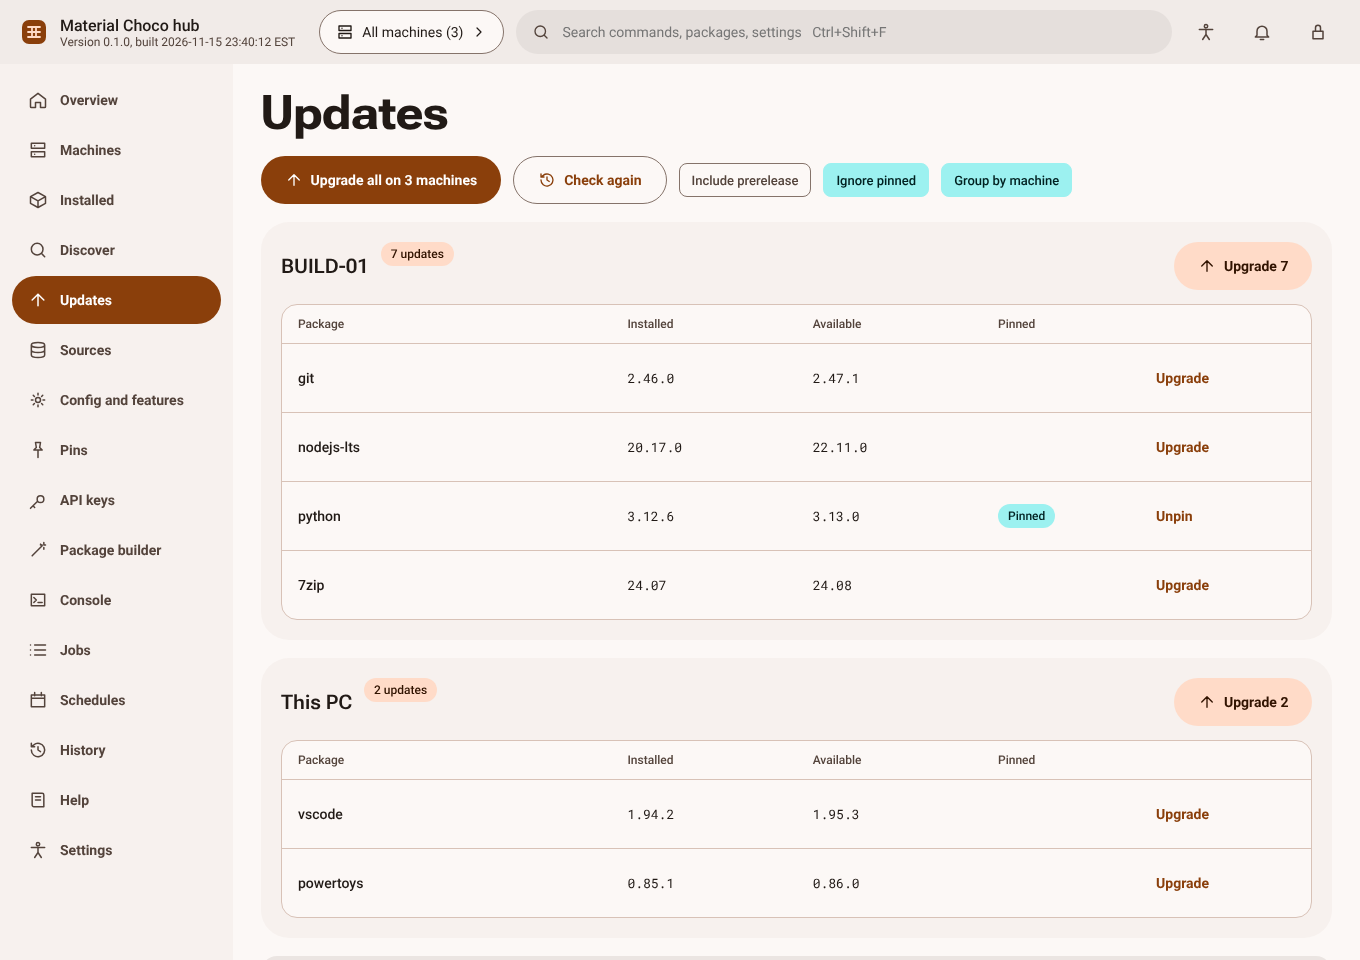 Material Choco hub
Version 0.1.0, built 2026-11-15 23:40:12 EST
All machines (3)
Search commands, packages, settings Ctrl+Shift+F
Overview
Machines
Installed
Discover
Updates
Sources
Config and features
Pins
API keys
Package builder
Console
Jobs
Schedules
History
Help
Settings
Updates
Upgrade all on 3 machines
Check again
Include prerelease
Ignore pinned
Group by machine
BUILD-01
7 updates
Upgrade 7
Package Installed Available Pinned
git 2.46.0 2.47.1 Upgrade
nodejs-lts 20.17.0 22.11.0 Upgrade
python 3.12.6 3.13.0 Pinned Unpin
7zip 24.07 24.08 Upgrade
This PC
2 updates
Upgrade 2
Package Installed Available Pinned
vscode 1.94.2 1.95.3 Upgrade
powertoys 0.85.1 0.86.0 Upgrade